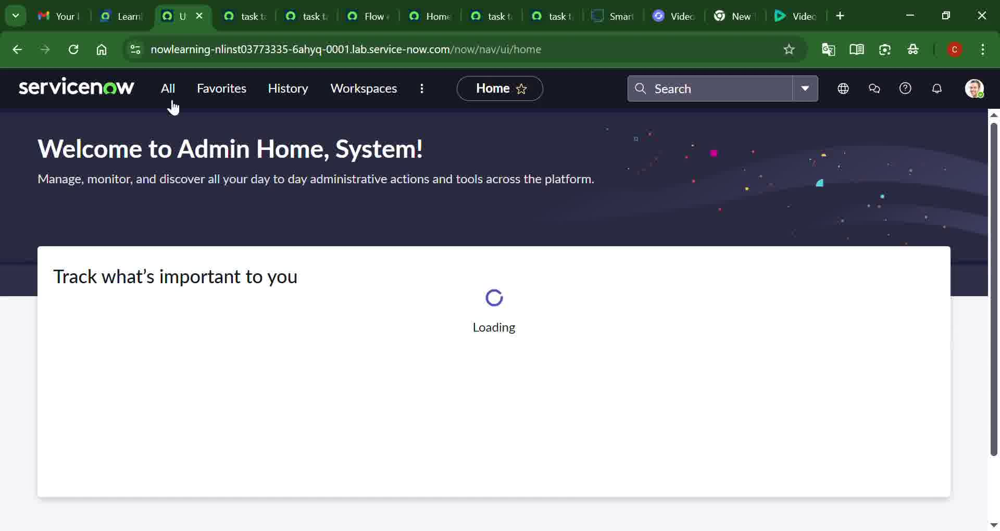 Your
Learni
U
task t
task t
Flow
Home
task t
task t
Smart
Video
New
Video
nowlearning-nlinst03773335-6ahyq-0001.lab.service-now.com/now/nav/ui/home
C
servicenow
All
Favorites
History
Workspaces
Home
Search
Welcome to Admin Home, System!
Manage, monitor, and discover all your day to day administrative actions and tools across the platform.
Track what's important to you
Loading